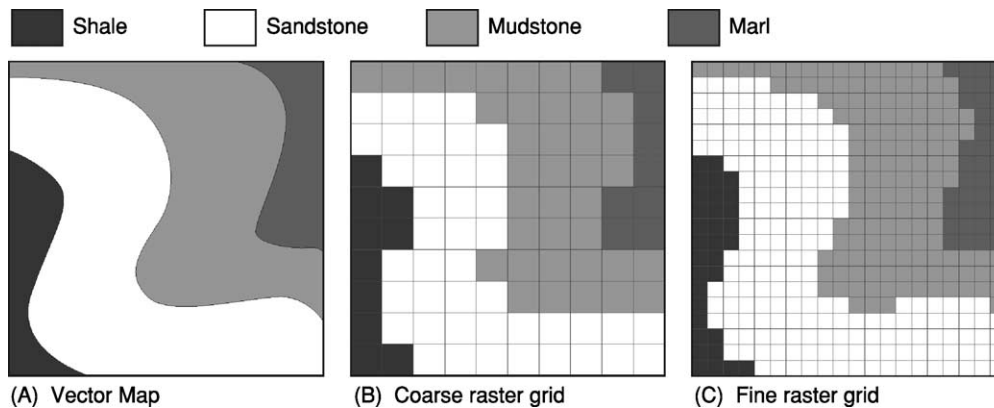 Shale Sandstone Mudstone Marl
(A) Vector Map (B) Coarse raster grid (C) Fine raster grid